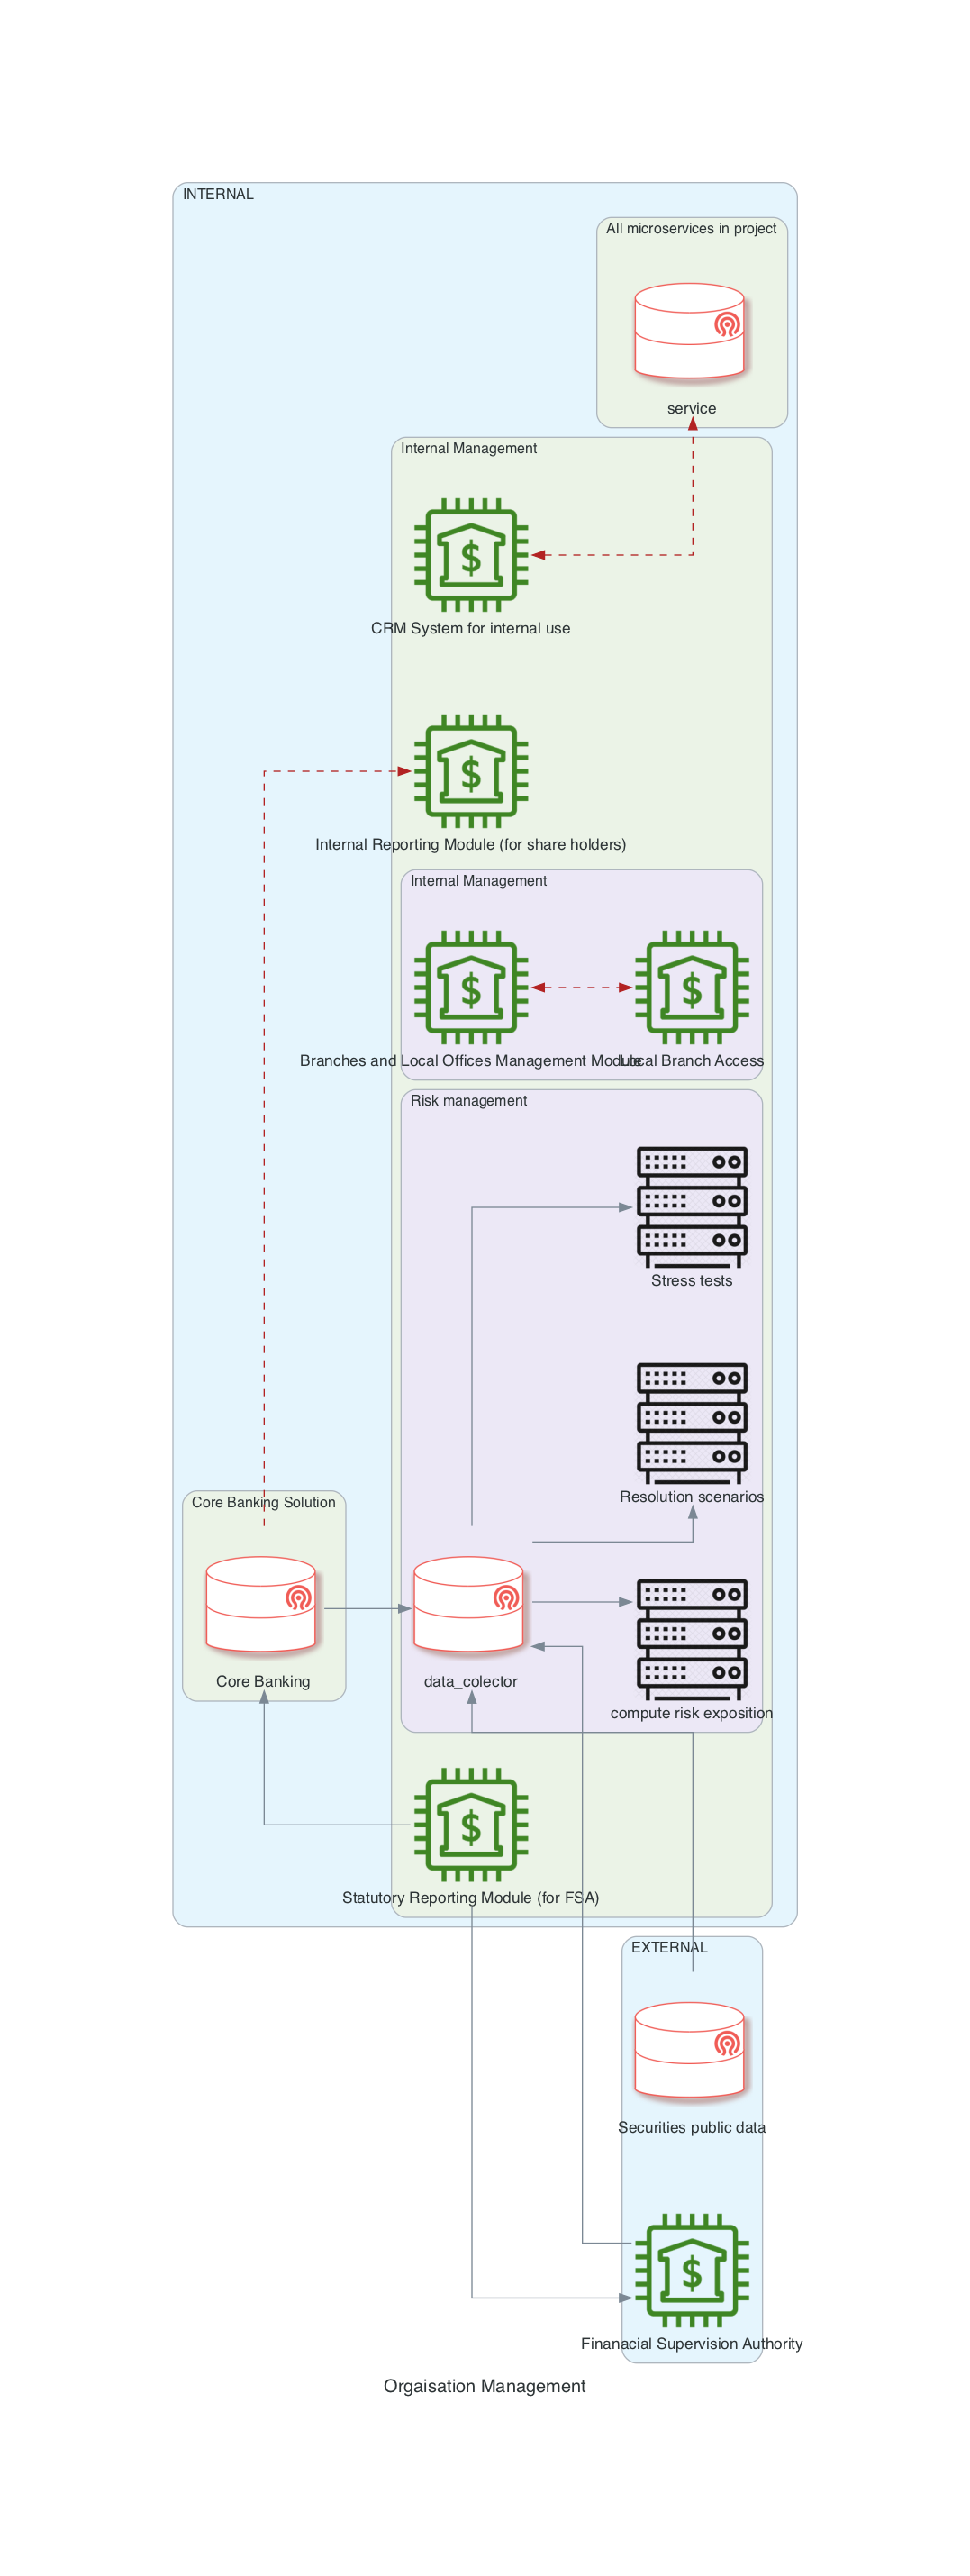 INTERNAL
All microservices in project
service
Internal Management
$
CRM System for internal use
$
Internal Reporting Module (for share holders)
Internal Management
$ $
Branches and Local Offices Management Module Local Branch Access
Risk management
Stress tests
Resolution scenarios
Core Banking Solution
Core Banking
data_colector
compute risk exposition
$
Statutory Reporting Module (for FSA)
EXTERNAL
Securities public data
$
Finanacial Supervision Authority
Orgaisation Management